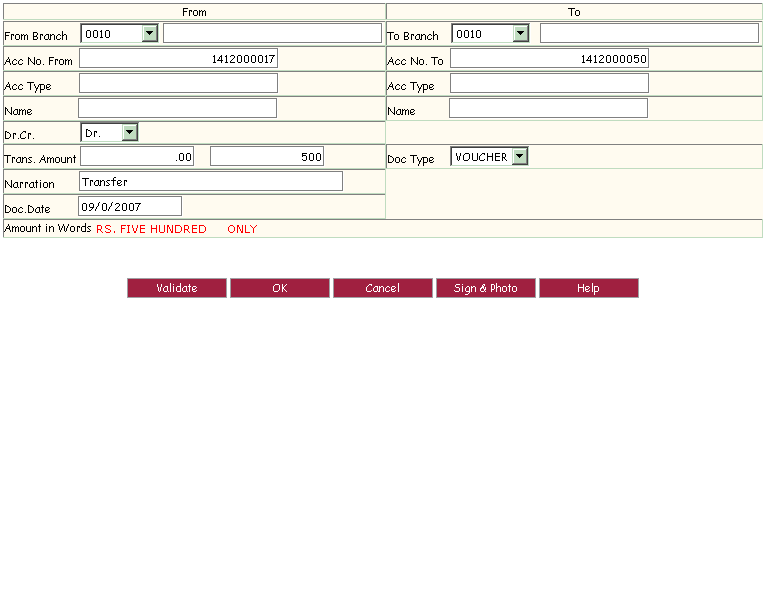 From To
From Branch 0010 To Branch 0010
Acc No. From 1412000017 Acc No. To 1412000050
Acc Type Acc Type
Name Name
Dr.Cr. Dr.
Trans. Amount .00 500 Doc Type VOUCHER
Narration Transfer
Doc.Date 09/0/2007
Amount in Words RS. FIVE HUNDRED ONLY
Validate OK Cancel Sign & Photo Help